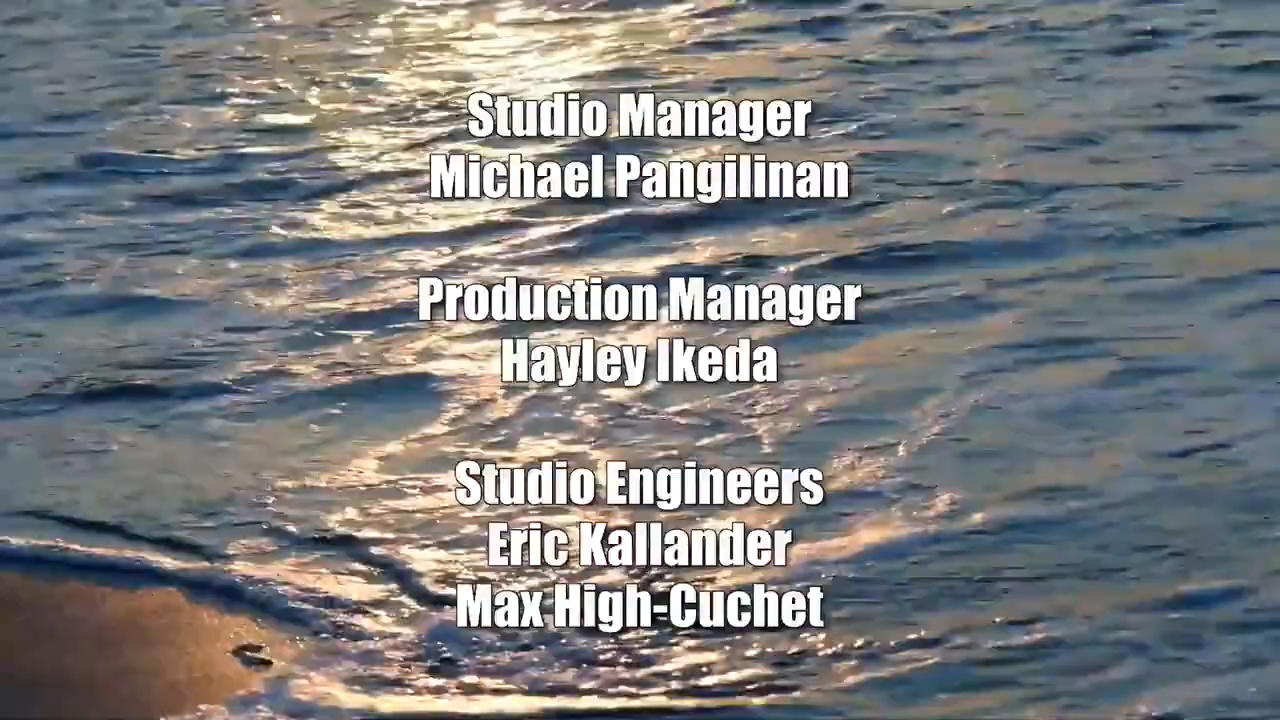 Studio Manager
Michael Pangilinan
Production Manager
Hayley Ikeda
Studio Engineers
Eric Kallander
Max High-Cuchet